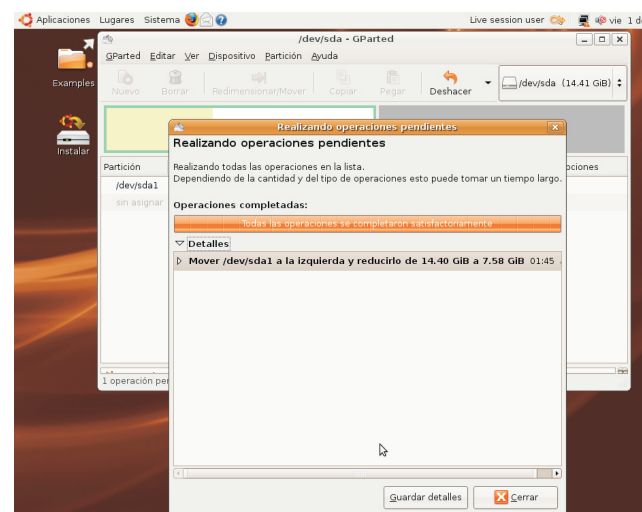 Aplicaciones Lugares Sistema Live session user vie 1 d
/dev/sda - GParted
GParted Editar Ver Dispositivo Partición Ayuda
Examples
Nuevo Borrar Redimensionar/Mover Copiar Pegar Deshacer /dev/sda (14.41 GiB)
Instalar
Realizando operaciones pendientes
Realizando operaciones pendientes
Partición
Realizando todas las operaciones en la lista.
Dependiendo de la cantidad y del tipo de operaciones esto puede tomar un tiempo largo.
pciones
/dev/sda1
sin asignar
Operaciones completadas:
Todas las operaciones se completaron satisfactoriamente
Detalles
Mover /dev/sda1 a la izquierda y reducirlo de 14.40 GiB a 7.58 GiB 01:45
1 operación per
Guardar detalles Cerrar